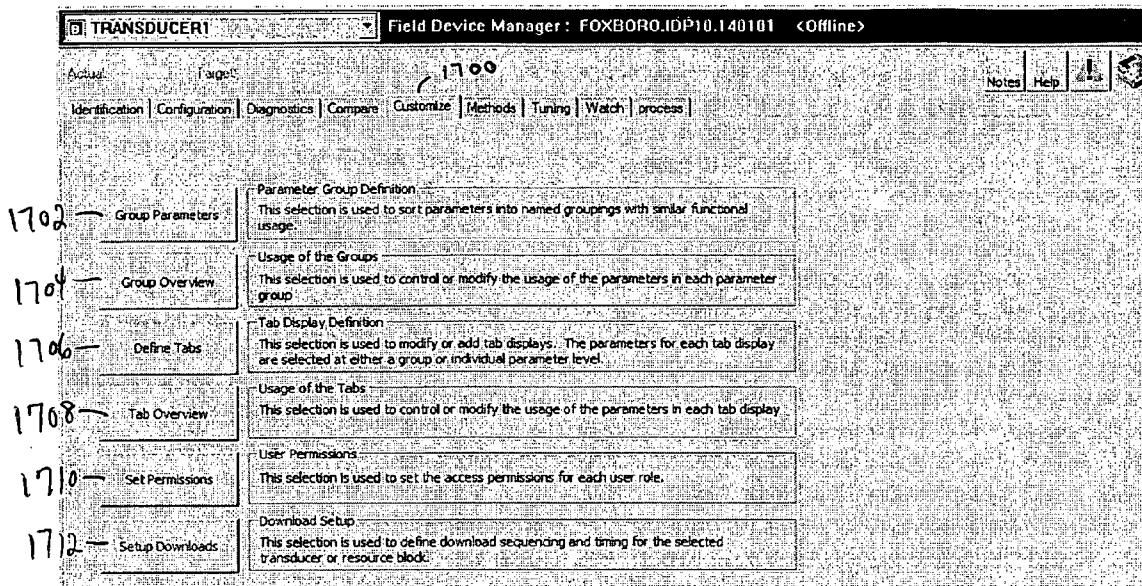 TRANSDUCER1 Field Device Manager : FOXBORO.IDP10.140101 <Offline>
Actual Target
1700
Notes Help
Identification Configuration Diagnostics Compare Customize Methods Tuning Watch process
Parameter Group Definition
1702 Group Parameters This selection is used to sort parameters into named groupings with similar functional
usage.
Usage of the Groups
1704 Group Overview This selection is used to control or modify the usage of the parameters in each parameter
group
Tab Display Definition
1706 Define Tabs This selection is used to modify or add tab displays. The parameters for each tab display
are selected at either a group or individual parameter level.
Usage of the Tabs
1708 Tab Overview This selection is used to control or modify the usage of the parameters in each tab display
User Permissions
1710 Set Permissions This selection is used to set the access permissions for each user role.
Download Setup
1712 Setup Downloads This selection is used to define download sequencing and timing for the selected
transducer or resource block.